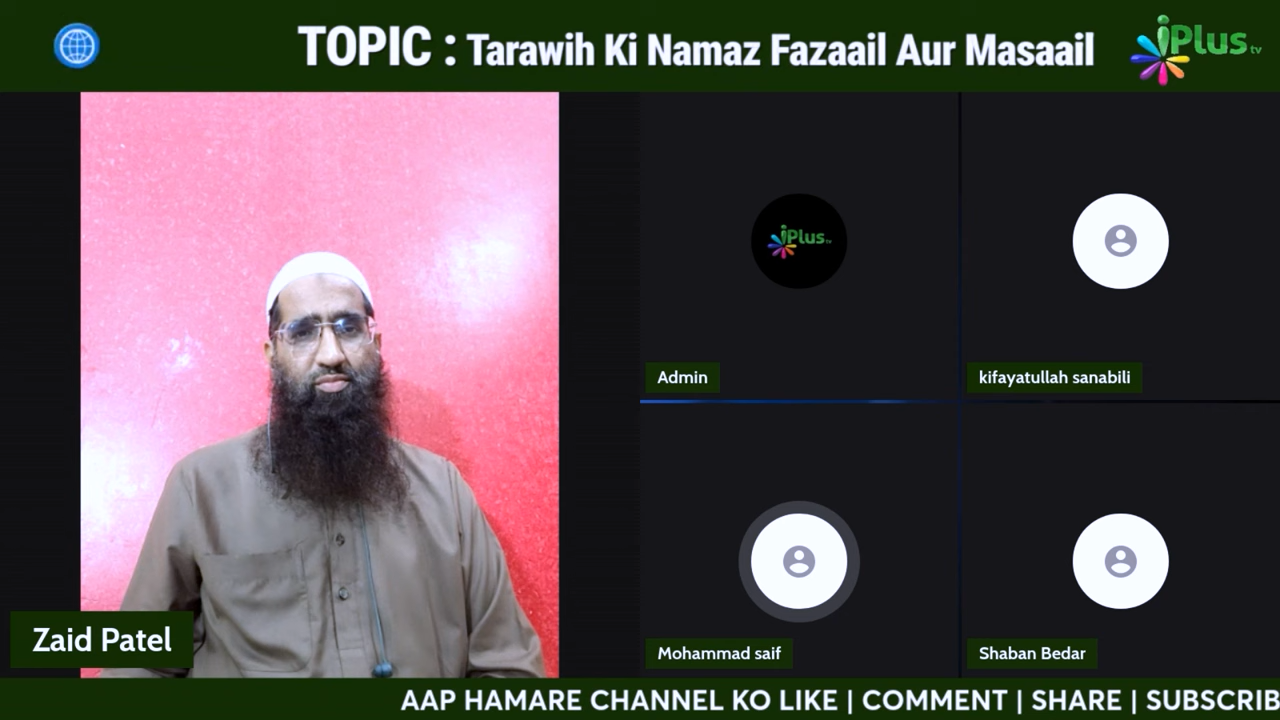 TOPIC : Tarawih Ki Namaz Fazaail Aur Masaail
iPlus tv
iPlus tv
Admin
kifayatullah sanabili
Zaid Patel
Mohammad saif
Shaban Bedar
AAP HAMARE CHANNEL KO LIKE | COMMENT | SHARE | SUBSCRIB